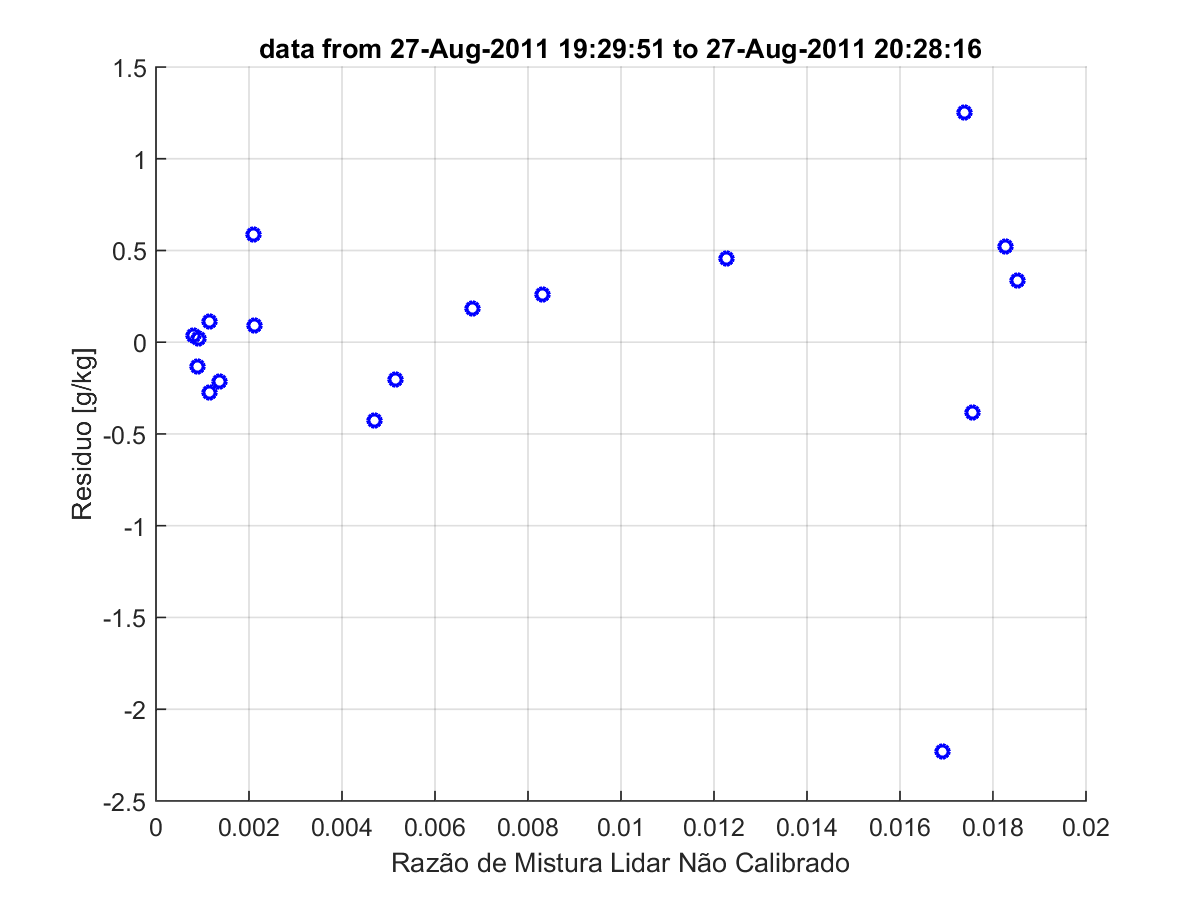 data from 27-Aug-2011 19:29:51 to 27-Aug-2011 20:28:16
1.5
1
0.5
0
-0.5
-1
-1.5
-2
-2.5
Residuo [g/kg]
0 0.002 0.004 0.006 0.008 0.01 0.012 0.014 0.016 0.018 0.02
Razão de Mistura Lidar Não Calibrado